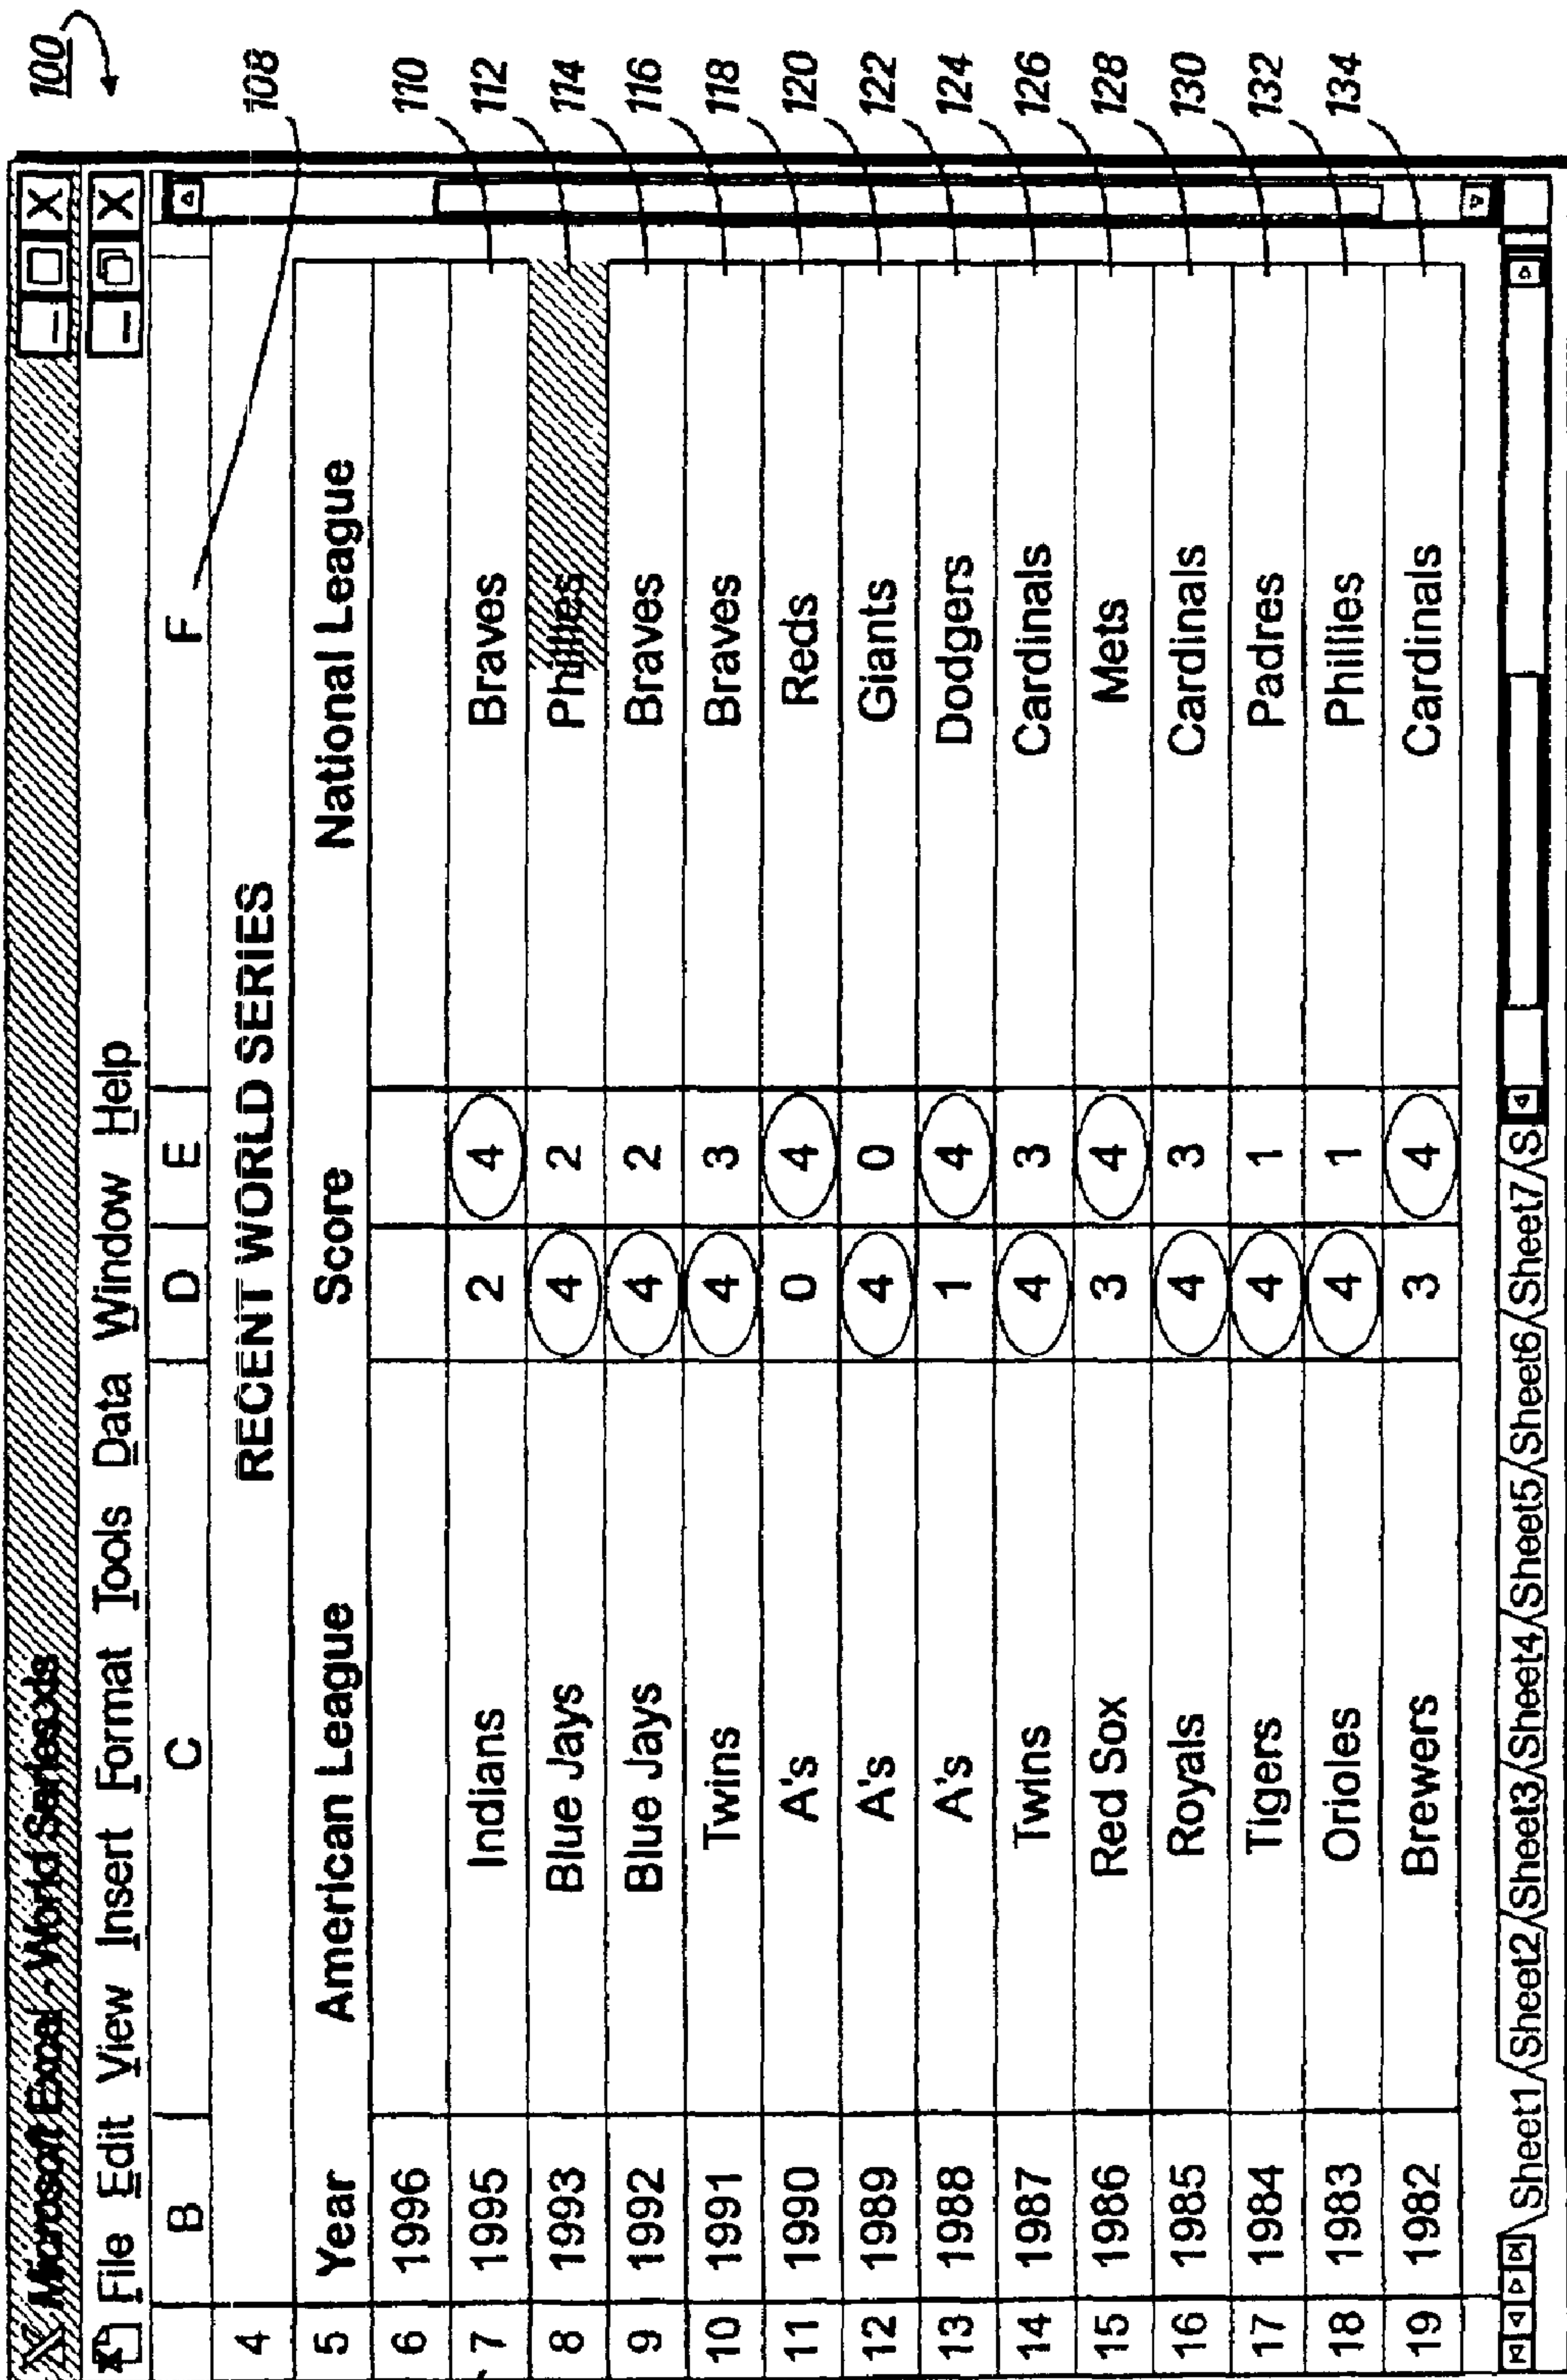 100
Microsoft Excel - World Series.xls
File Edit View Insert Format Tools Data Window Help
B C D E F
108
4 RECENT WORLD SERIES
5 Year American League Score National League
6 1996
110
7 1995 Indians 2 4 Braves 112
8 1993 Blue Jays 4 2 Phillies 114
9 1992 Blue Jays 4 2 Braves 116
10 1991 Twins 4 3 Braves 118
11 1990 A's 0 4 Reds 120
12 1989 A's 4 0 Giants 122
13 1988 A's 1 4 Dodgers 124
14 1987 Twins 4 3 Cardinals 126
15 1986 Red Sox 3 4 Mets 128
16 1985 Royals 4 3 Cardinals 130
17 1984 Tigers 4 1 Padres 132
18 1983 Orioles 4 1 Phillies 134
19 1982 Brewers 3 4 Cardinals
Sheet1 Sheet2 Sheet3 Sheet4 Sheet5 Sheet6 Sheet7 S